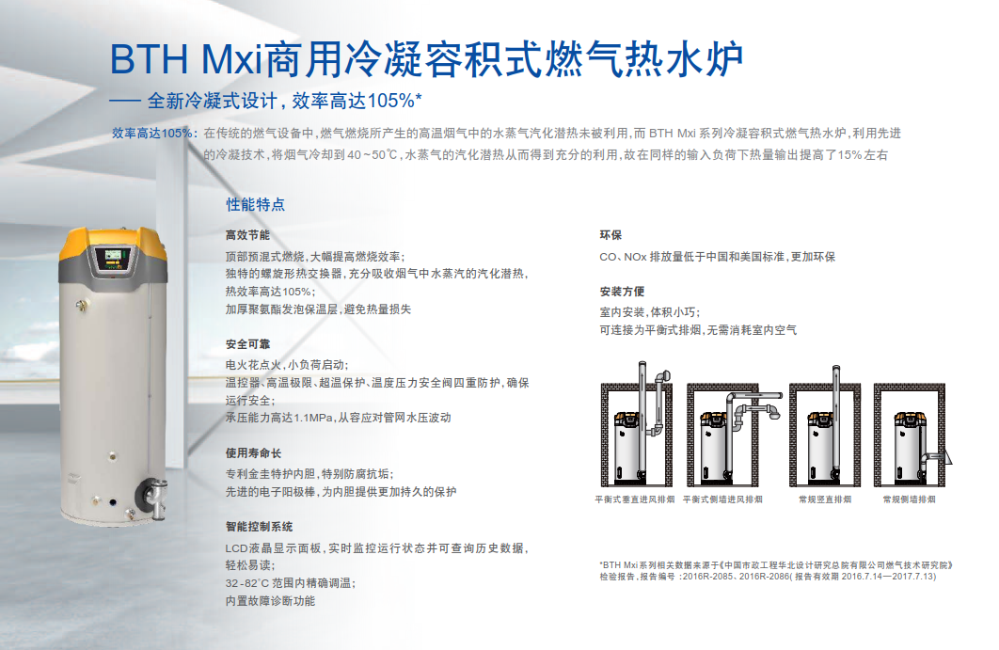 BTH Mxi商用冷凝容积式燃气热水炉
—— 全新冷凝式设计，效率高达105%*
效率高达105%：在传统的燃气设备中，燃气燃烧所产生的高温烟气中的水蒸气汽化潜热未被利用，而 BTH Mxi 系列冷凝容积式燃气热水炉，利用先进
的冷凝技术，将烟气冷却到 40~50℃，水蒸气的汽化潜热从而得到充分的利用，故在同样的输入负荷下热量输出提高了15%左右
性能特点
高效节能
顶部预混式燃烧，大幅提高燃烧效率；
独特的螺旋形热交换器，充分吸收烟气中水蒸汽的汽化潜热，
热效率高达105%；
加厚聚氨酯发泡保温层，避免热量损失
安全可靠
电火花点火，小负荷启动；
温控器、高温极限、超温保护、温度压力安全阀四重防护，确保
运行安全；
承压能力高达1.1MPa，从容应对管网水压波动
使用寿命长
专利金圭特护内胆，特别防腐抗垢；
先进的电子阳极棒，为内胆提供更加持久的保护
智能控制系统
LCD液晶显示面板，实时监控运行状态并可查询历史数据，
轻松易读；
32-82°C 范围内精确调温；
内置故障诊断功能
环保
CO、NOx 排放量低于中国和美国标准，更加环保
安装方便
室内安装，体积小巧；
可连接为平衡式排烟，无需消耗室内空气
平衡式垂直进风排烟 平衡式侧墙进风排烟 常规竖直排烟 常规侧墙排烟
*BTH Mxi 系列相关数据来源于《中国市政工程华北设计研究总院有限公司燃气技术研究院》
检验报告，报告编号：2016R-2085、2016R-2086( 报告有效期 2016.7.14—2017.7.13)